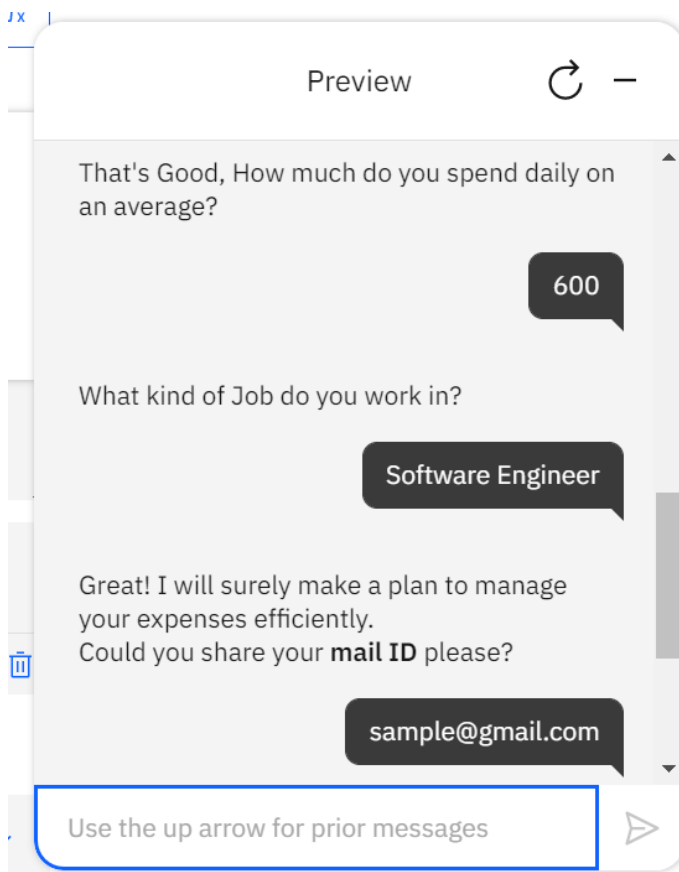 Preview
That's Good, How much do you spend daily on
an average?
600
What kind of Job do you work in?
Software Engineer
Great! I will surely make a plan to manage
your expenses efficiently.
Could you share your mail ID please?
sample@gmail.com
Use the up arrow for prior messages